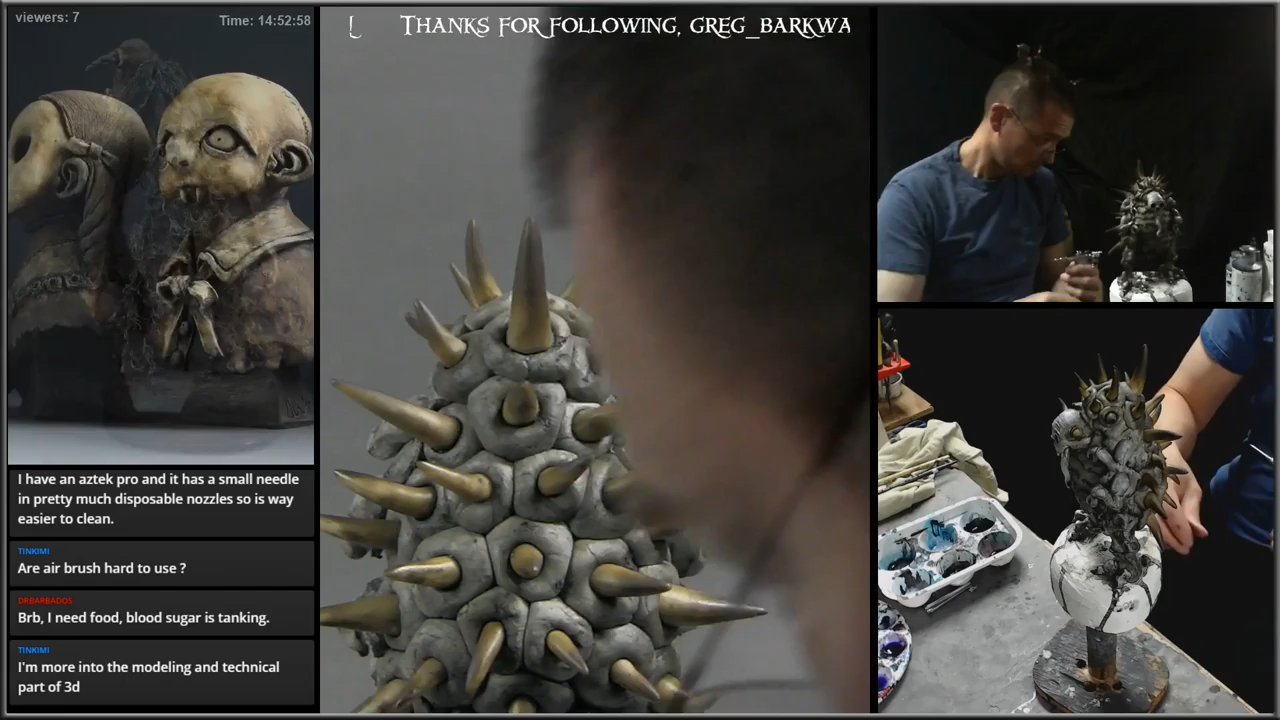 viewers: 7
Time: 14:52:58
THANKS FOR FOLLOWING, GREG_BARKWA
I have an aztek pro and it has a small needle
in pretty much disposable nozzles so is way
easier to clean.
TINKIMI
Are air brush hard to use ?
DRBARBADOS
Brb, I need food, blood sugar is tanking.
TINKIMI
I'm more into the modeling and technical
part of 3d